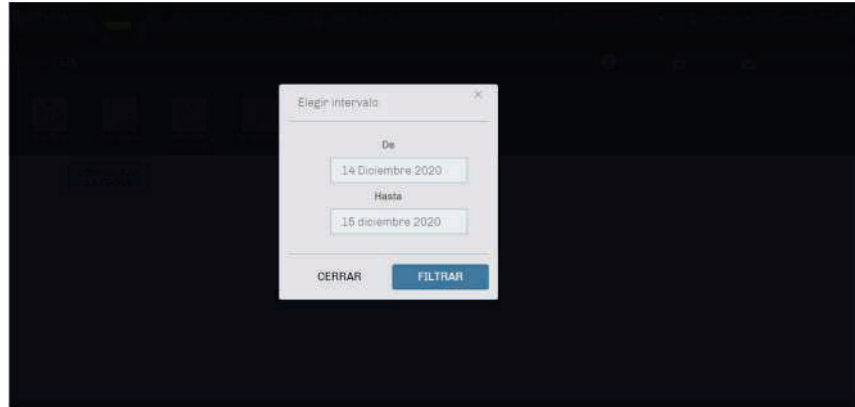 Elegir intervalo
×
De
14 Diciembre 2020
Hasta
15 diciembre 2020
CERRAR
FILTRAR